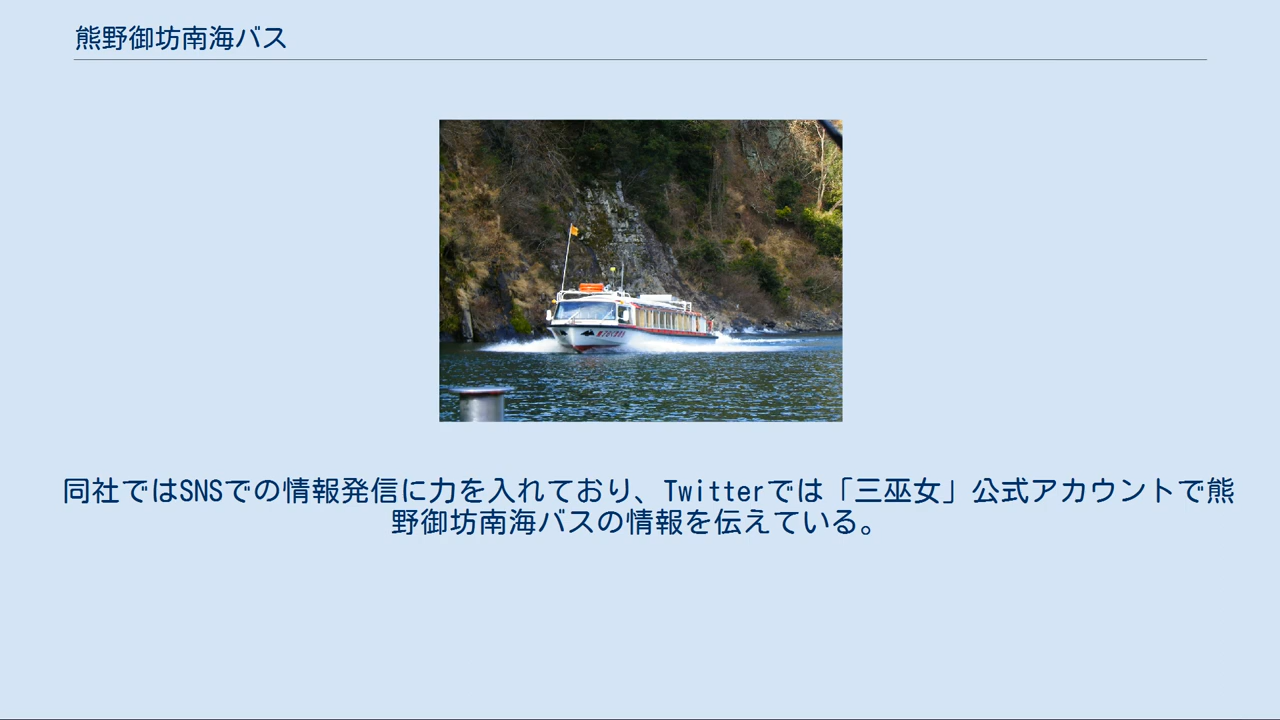 熊野御坊南海バス
同社ではSNSでの情報発信に力を入れており、Twitterでは「三巫女」公式アカウントで熊
野御坊南海バスの情報を伝えている。